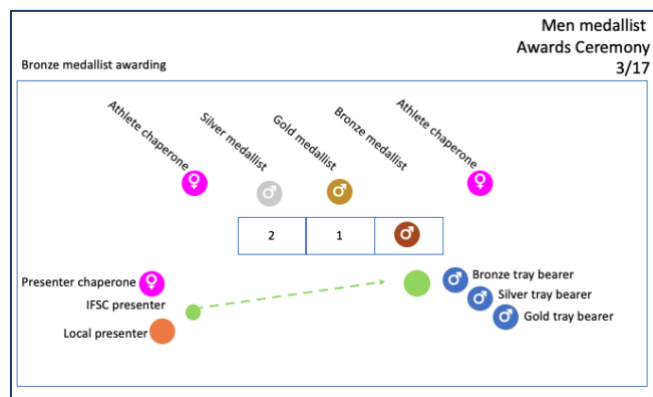 Men medallist
Awards Ceremony
3/17
Bronze medallist awarding
Athlete chaperone
Silver medallist
Gold medallist
Bronze medallist
Athlete chaperone
2
1
Presenter chaperone
IFSC presenter
Local presenter
Bronze tray bearer
Silver tray bearer
Gold tray bearer